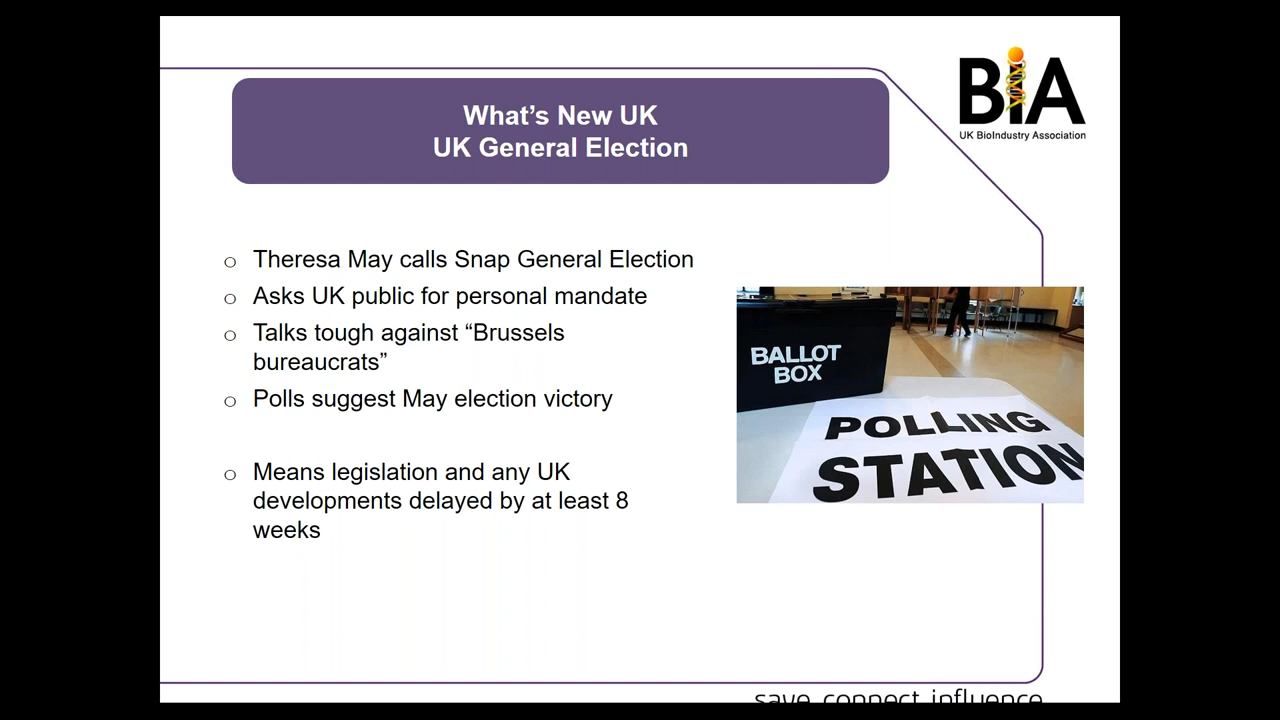 What’s New UK
UK General Election
BiA
UK BioIndustry Association
o Theresa May calls Snap General Election
o Asks UK public for personal mandate
o Talks tough against “Brussels
bureaucrats”
o Polls suggest May election victory
o Means legislation and any UK
developments delayed by at least 8
weeks
BALLOT
BOX
POLLING
STATION
save connect influence